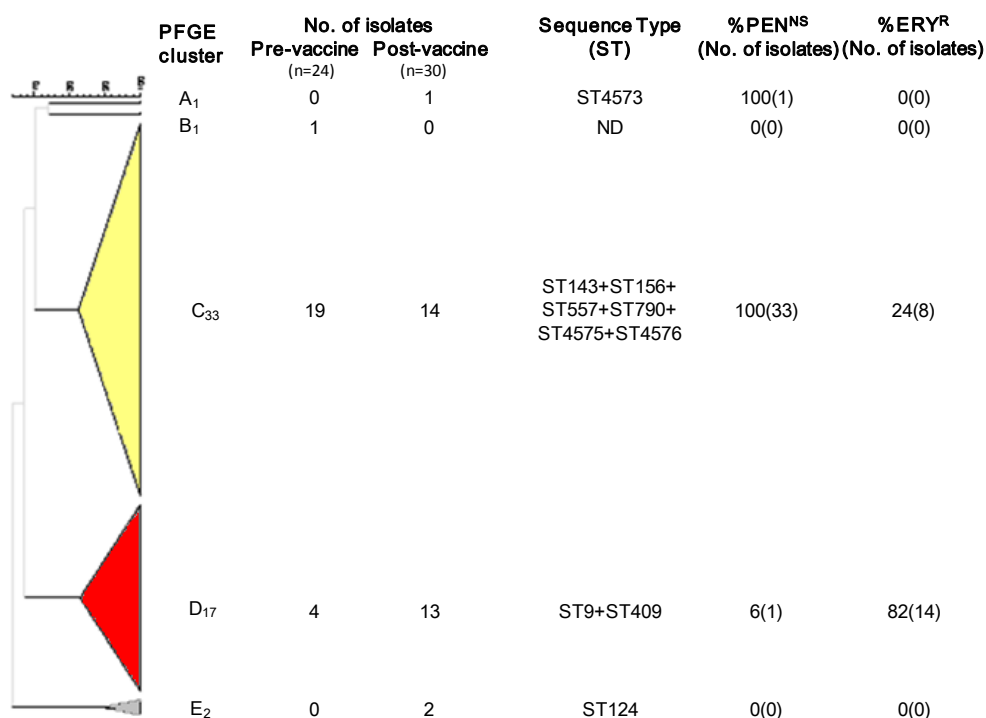 PFGE cluster
No. of isolates
Pre-vaccine (n=24)
Post-vaccine (n=30)
Sequence Type (ST)
%PENᴺˢ (No. of isolates)
%ERYᴿ (No. of isolates)
A₁ 0 1 ST4573 100(1) 0(0)
B₁ 1 0 ND 0(0) 0(0)
C₃₃ 19 14 ST143+ST156+ 100(33) 24(8)
ST557+ST790+
ST4575+ST4576
D₁₇ 4 13 ST9+ST409 6(1) 82(14)
E₂ 0 2 ST124 0(0) 0(0)